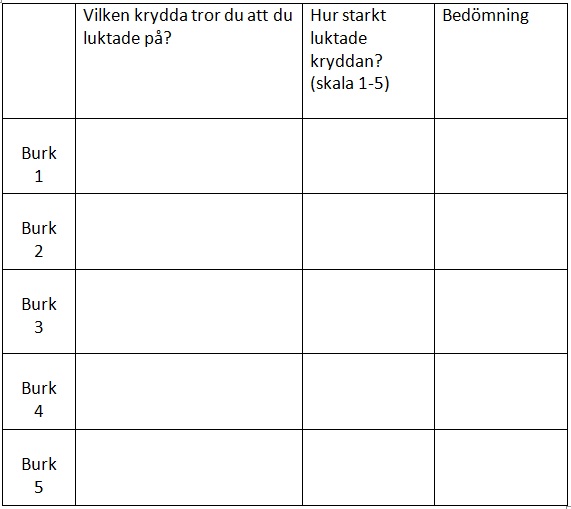 Vilken krydda tror du att du
luktade på?
Hur starkt
luktade
kryddan?
(skala 1-5)
Bedömning
Burk
1
Burk
2
Burk
3
Burk
4
Burk
5